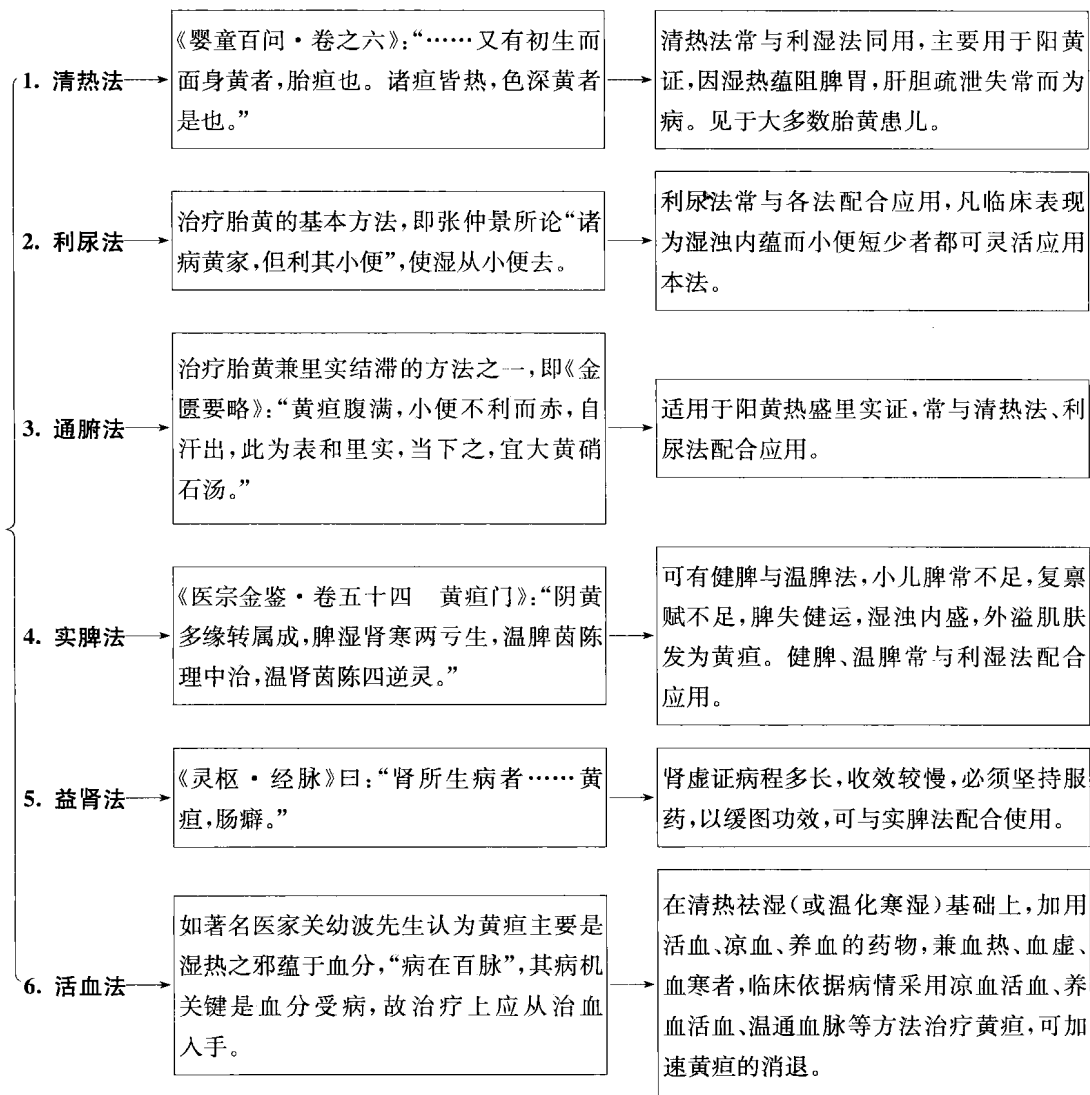 1. 清热法
《婴童百问·卷之六》:“……又有初生而
面身黄者,胎疸也。诸疸皆热,色深黄者
是也。”
清热法常与利湿法同用,主要用于阳黄
证,因湿热蕴阻脾胃,肝胆疏泄失常而为
病。见于大多数胎黄患儿。
2. 利尿法
治疗胎黄的基本方法,即张仲景所论“诸
病黄家,但利其小便”,使湿从小便去。
利尿法常与各法配合应用,凡临床表现
为湿浊内蕴而小便短少者都可灵活应用
本法。
3. 通腑法
治疗胎黄兼里实结滞的方法之一,即《金
匮要略》:“黄疸腹满,小便不利而赤,自
汗出,此为表和里实,当下之,宜大黄硝
石汤。”
适用于阳黄热盛里实证,常与清热法、利
尿法配合应用。
4. 实脾法
《医宗金鉴·卷五十四 黄疸门》:“阴黄
多缘转属成,脾湿肾寒两亏生,温脾茵陈
理中治,温肾茵陈四逆灵。”
可有健脾与温脾法,小儿脾常不足,复禀
赋不足,脾失健运,湿浊内盛,外溢肌肤
发为黄疸。健脾、温脾常与利湿法配合
应用。
5. 益肾法
《灵枢·经脉》曰:“肾所生病者……黄
疸,肠癖。”
肾虚证病程多长,收效较慢,必须坚持服
药,以缓图功效,可与实脾法配合使用。
6. 活血法
如著名医家关幼波先生认为黄疸主要是
湿热之邪蕴于血分,“病在百脉”,其病机
关键是血分受病,故治疗上应从治血
入手。
在清热祛湿(或温化寒湿)基础上,加用
活血、凉血、养血的药物,兼血热、血虚、
血寒者,临床依据病情采用凉血活血、养
血活血、温通血脉等方法治疗黄疸,可加
速黄疸的消退。